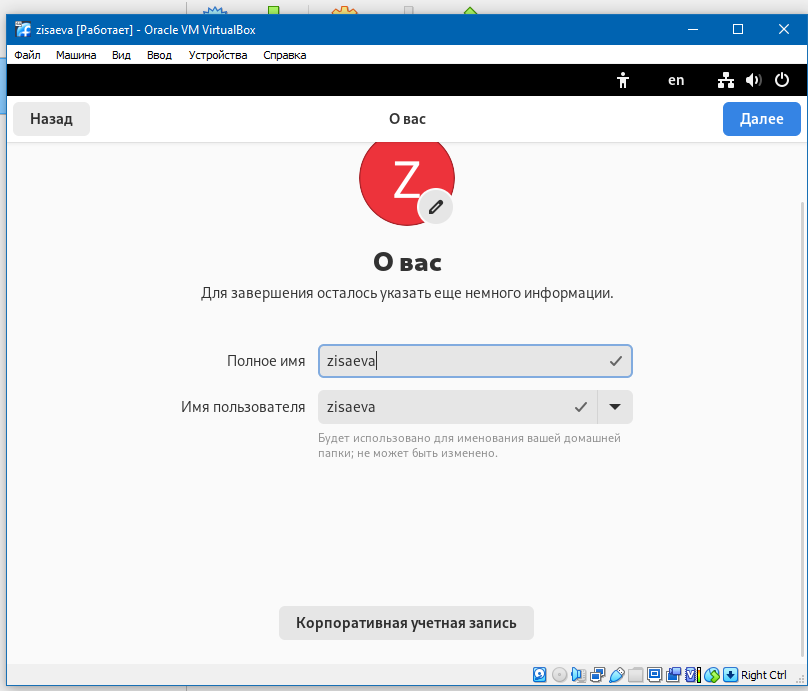 zisaeva [Работает] - Oracle VM VirtualBox
Файл Машина Вид Ввод Устройства Справка
en
Назад О вас Далее
Z
О вас
Для завершения осталось указать еще немного информации.
Полное имя zisaeva
Имя пользователя zisaeva
Будет использовано для именования вашей домашней
папки; не может быть изменено.
Корпоративная учетная запись
Right Ctrl